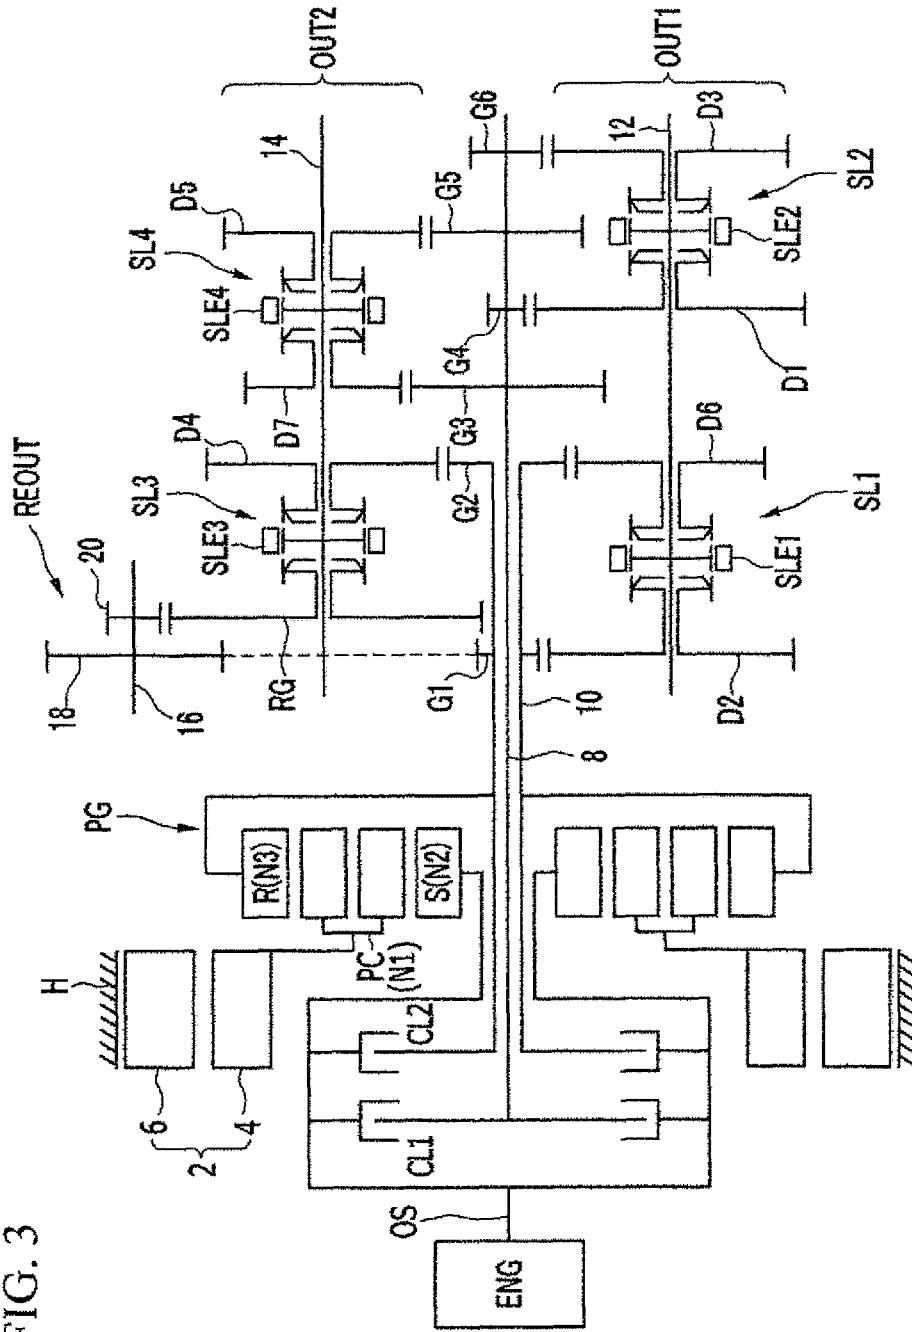 FIG. 3
REOUT
OUT2
OUT1
18
20
16
RG
D4
D7
D5
14
SL3
SLE3
SL4
SLE4
G1
G2
G3
G4
G5
G6
10
8
12
D2
D6
D1
D3
SL1
SLE1
SL2
SLE2
PG
R(N3)
S(N2)
PC
(N1)
H
6
4
2
CL2
CL1
OS
ENG